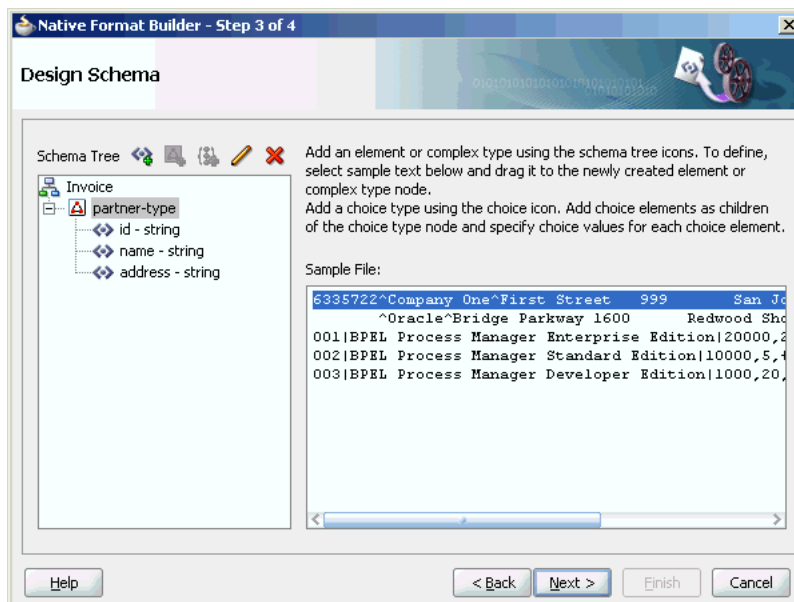 Native Format Builder - Step 3 of 4
Design Schema
Schema Tree
Invoice
partner-type
id - string
name - string
address - string
Add an element or complex type using the schema tree icons. To define,
select sample text below and drag it to the newly created element or
complex type node.
Add a choice type using the choice icon. Add choice elements as children
of the choice type node and specify choice values for each choice element.
Sample File:
6335722^Company One^First Street 999 San Jo
^Oracle^Bridge Parkway 1600 Redwood Sho
001|BPEL Process Manager Enterprise Edition|20000,2
002|BPEL Process Manager Standard Edition|10000,5,+
003|BPEL Process Manager Developer Edition|1000,20,
Help
< Back
Next >
Finish
Cancel